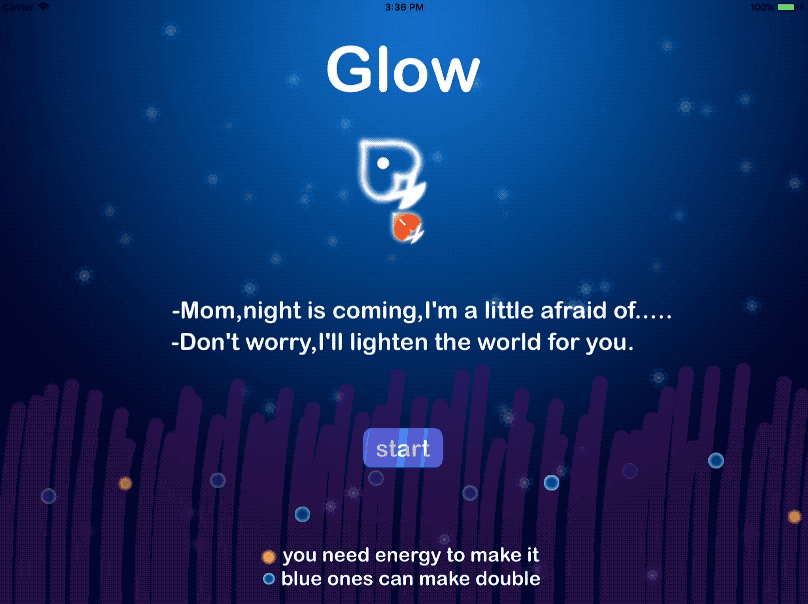 Carrier 3:36 PM 100%
Glow
-Mom,night is coming,I'm a little afraid of.....
-Don't worry,I'll lighten the world for you.
start
you need energy to make it
blue ones can make double